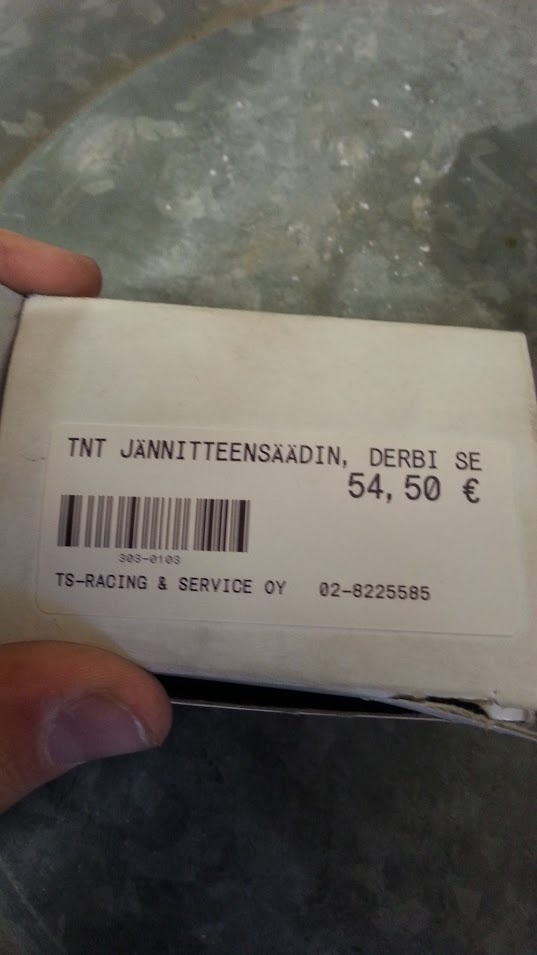 TNT JÄNNITTEENSÄÄDIN, DERBI SE
54,50 €
303-0103
TS-RACING & SERVICE OY 02-8225585